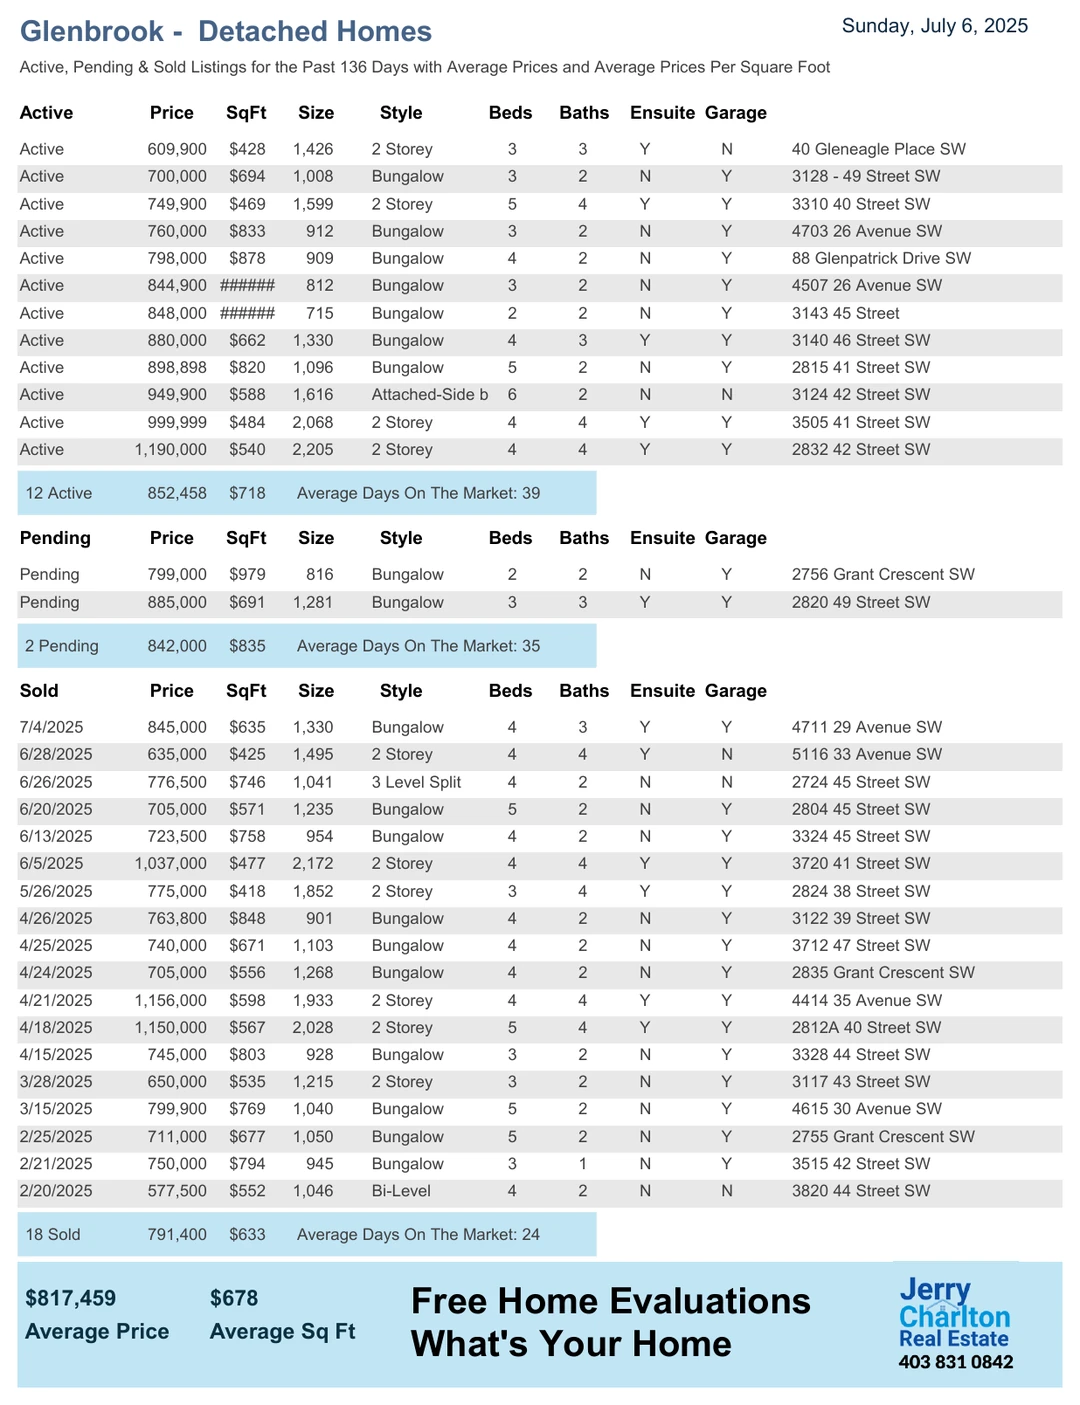 Glenbrook -  Detached Homes
Sunday, July 6, 2025
Active, Pending & Sold Listings for the Past 136 Days with Average Prices and Average Prices Per Square Foot
Active Price SqFt Size Style Beds Baths Ensuite Garage
Active 609,900 $428 1,426 2 Storey 3 3 Y N 40 Gleneagle Place SW
Active 700,000 $694 1,008 Bungalow 3 2 N Y 3128 - 49 Street SW
Active 749,900 $469 1,599 2 Storey 5 4 Y Y 3310 40 Street SW
Active 760,000 $833 912 Bungalow 3 2 N Y 4703 26 Avenue SW
Active 798,000 $878 909 Bungalow 4 2 N Y 88 Glenpatrick Drive SW
Active 844,900 ###### 812 Bungalow 3 2 N Y 4507 26 Avenue SW
Active 848,000 ###### 715 Bungalow 2 2 N Y 3143 45 Street
Active 880,000 $662 1,330 Bungalow 4 3 Y Y 3140 46 Street SW
Active 898,898 $820 1,096 Bungalow 5 2 N Y 2815 41 Street SW
Active 949,900 $588 1,616 Attached-Side b 6 2 N N 3124 42 Street SW
Active 999,999 $484 2,068 2 Storey 4 4 Y Y 3505 41 Street SW
Active 1,190,000 $540 2,205 2 Storey 4 4 Y Y 2832 42 Street SW
12 Active 852,458 $718 Average Days On The Market: 39
Pending Price SqFt Size Style Beds Baths Ensuite Garage
Pending 799,000 $979 816 Bungalow 2 2 N Y 2756 Grant Crescent SW
Pending 885,000 $691 1,281 Bungalow 3 3 Y Y 2820 49 Street SW
2 Pending 842,000 $835 Average Days On The Market: 35
Sold Price SqFt Size Style Beds Baths Ensuite Garage
7/4/2025 845,000 $635 1,330 Bungalow 4 3 Y Y 4711 29 Avenue SW
6/28/2025 635,000 $425 1,495 2 Storey 4 4 Y N 5116 33 Avenue SW
6/26/2025 776,500 $746 1,041 3 Level Split 4 2 N N 2724 45 Street SW
6/20/2025 705,000 $571 1,235 Bungalow 5 2 N Y 2804 45 Street SW
6/13/2025 723,500 $758 954 Bungalow 4 2 N Y 3324 45 Street SW
6/5/2025 1,037,000 $477 2,172 2 Storey 4 4 Y Y 3720 41 Street SW
5/26/2025 775,000 $418 1,852 2 Storey 3 4 Y Y 2824 38 Street SW
4/26/2025 763,800 $848 901 Bungalow 4 2 N Y 3122 39 Street SW
4/25/2025 740,000 $671 1,103 Bungalow 4 2 N Y 3712 47 Street SW
4/24/2025 705,000 $556 1,268 Bungalow 4 2 N Y 2835 Grant Crescent SW
4/21/2025 1,156,000 $598 1,933 2 Storey 4 4 Y Y 4414 35 Avenue SW
4/18/2025 1,150,000 $567 2,028 2 Storey 5 4 Y Y 2812A 40 Street SW
4/15/2025 745,000 $803 928 Bungalow 3 2 N Y 3328 44 Street SW
3/28/2025 650,000 $535 1,215 2 Storey 3 2 N Y 3117 43 Street SW
3/15/2025 799,900 $769 1,040 Bungalow 5 2 N Y 4615 30 Avenue SW
2/25/2025 711,000 $677 1,050 Bungalow 5 2 N Y 2755 Grant Crescent SW
2/21/2025 750,000 $794 945 Bungalow 3 1 N Y 3515 42 Street SW
2/20/2025 577,500 $552 1,046 Bi-Level 4 2 N N 3820 44 Street SW
18 Sold 791,400 $633 Average Days On The Market: 24
$817,459 $678
Average Price Average Sq Ft
Free Home Evaluations
What's Your Home
Jerry
Charlton
Real Estate
403 831 0842